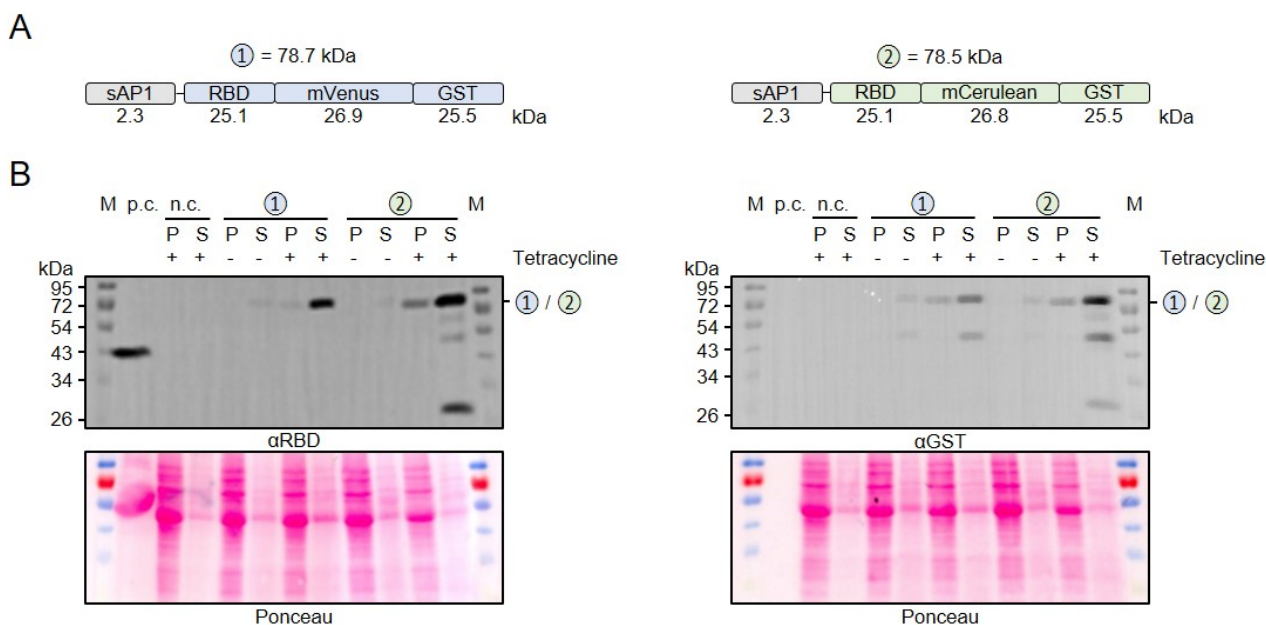 A
① = 78.7 kDa
② = 78.5 kDa
sAP1 RBD mVenus GST
2.3 25.1 26.9 25.5 kDa
sAP1 RBD mCerulean GST
2.3 25.1 26.8 25.5 kDa
B
M p.c. n.c. ① ② M
P S P S P S P S P S
+ + - - + + - - + + Tetracycline
kDa
95
72
54
43
34
26
① / ②
αRBD
Ponceau
M p.c. n.c. ① ② M
P S P S P S P S P S
+ + - - + + - - + + Tetracycline
kDa
95
72
54
43
34
26
① / ②
αGST
Ponceau